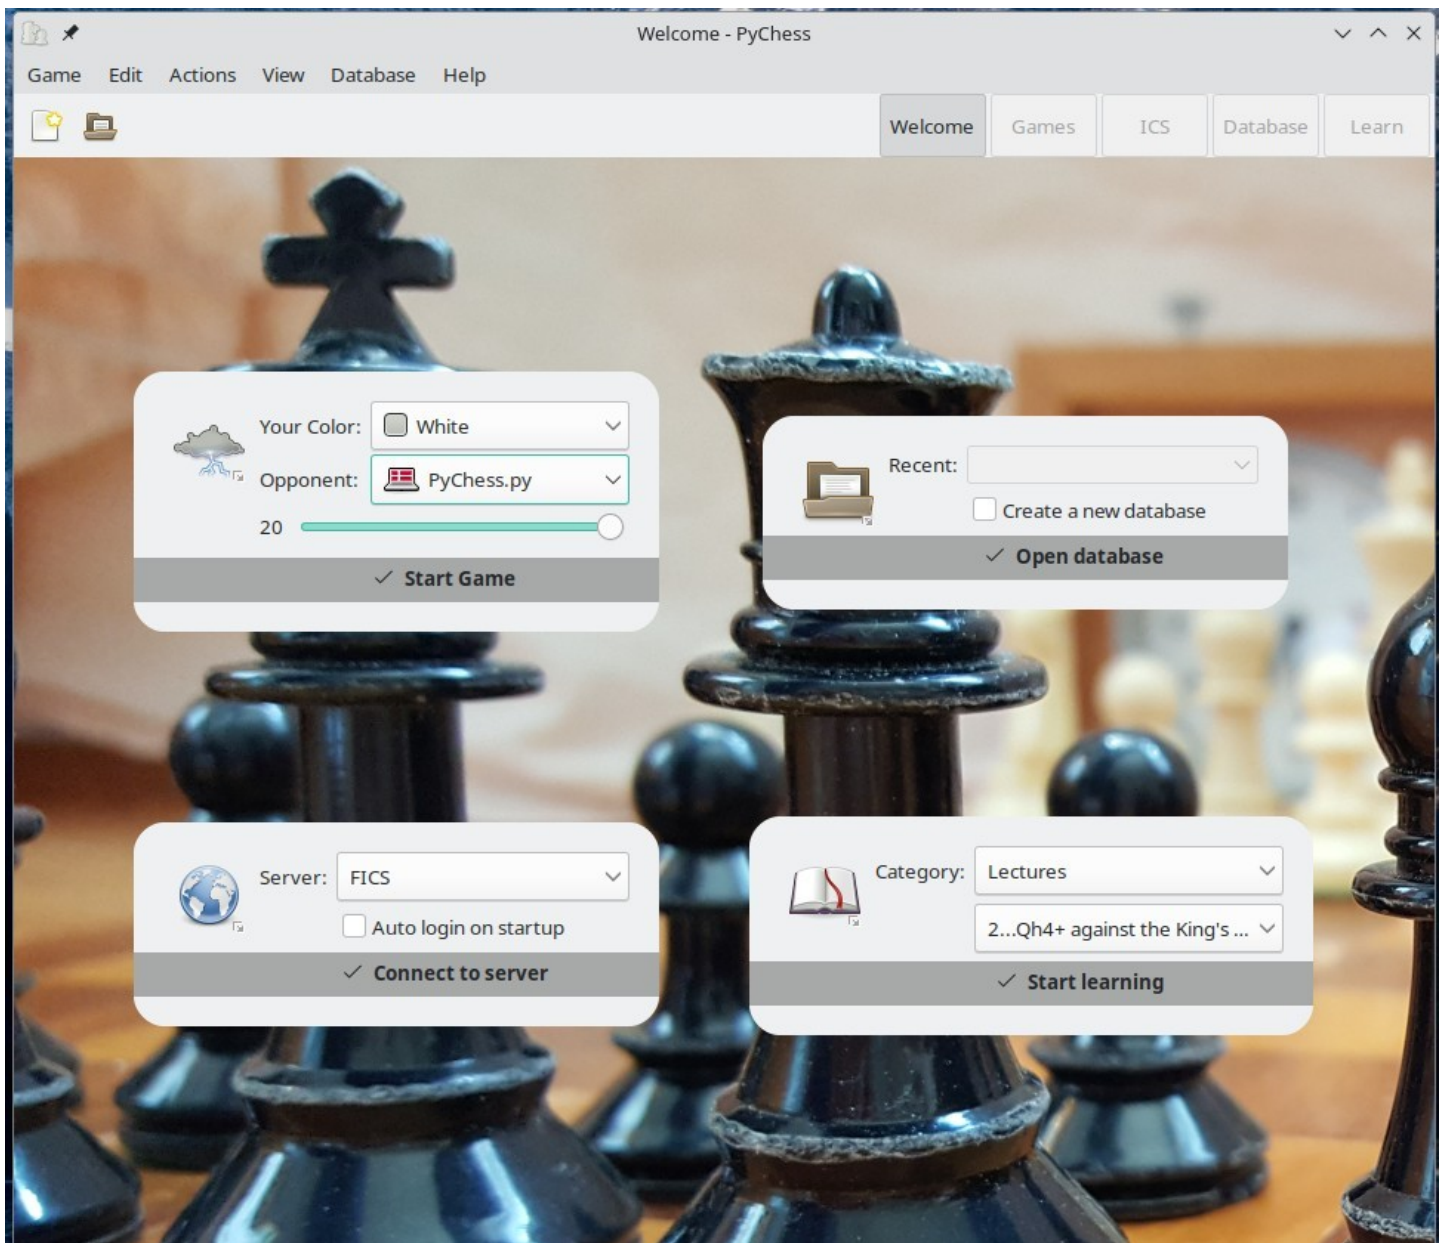 Welcome - PyChess
Game Edit Actions View Database Help
Welcome Games ICS Database Learn
Your Color: White
Opponent: PyChess.py
20
Start Game
Recent:
Create a new database
Open database
Server: FICS
Auto login on startup
Connect to server
Category: Lectures
2...Qh4+ against the King's ...
Start learning